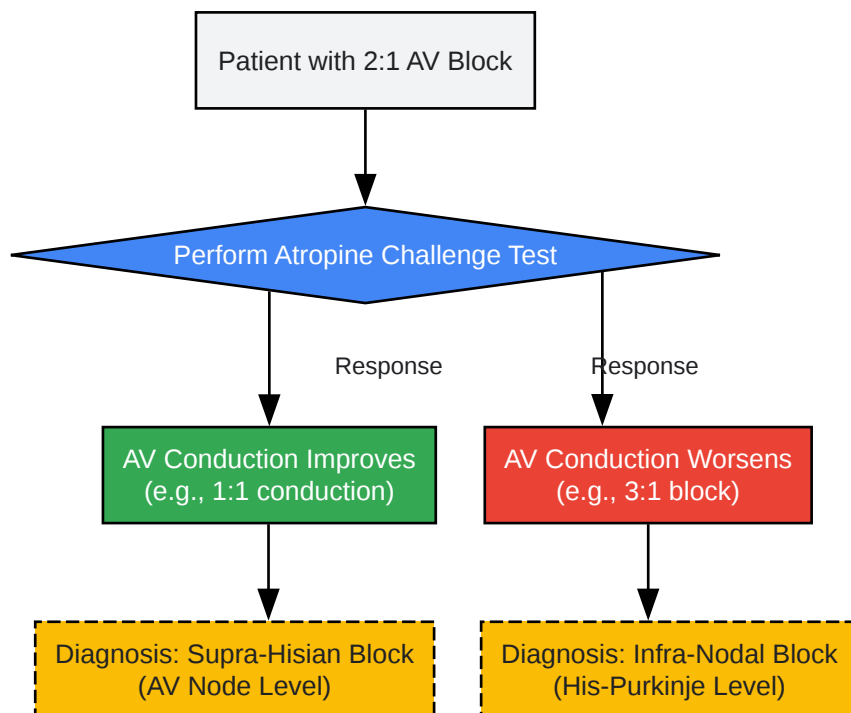 Patient with 2:1 AV Block
Perform Atropine Challenge Test
Response
Response
AV Conduction Improves
(e.g., 1:1 conduction)
AV Conduction Worsens
(e.g., 3:1 block)
Diagnosis: Supra-Hisian Block
(AV Node Level)
Diagnosis: Infra-Nodal Block
(His-Purkinje Level)